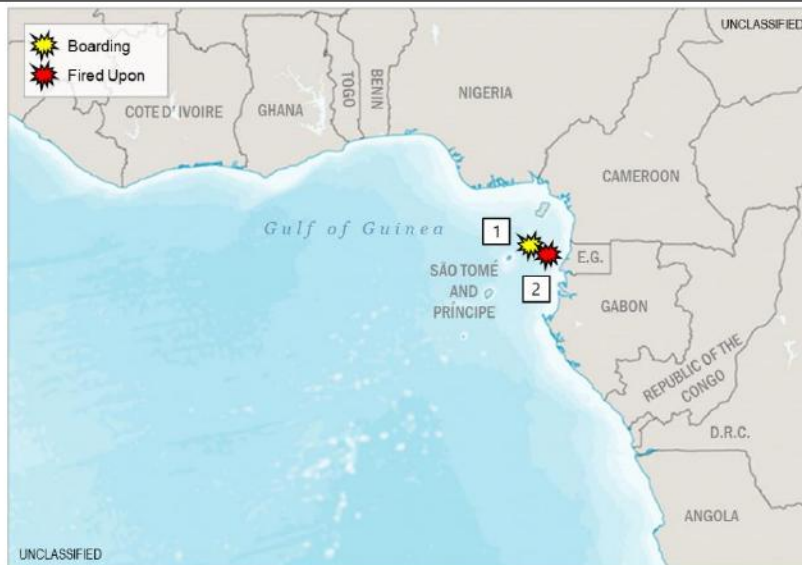 UNCLASSIFIED
Boarding
Fired Upon
NIGERIA
TOGO
BENIN
COTE D'IVOIRE
GHANA
CAMEROON
Gulf of Guinea
1
E.G.
SÃO TOMÉ
AND
PRÍNCIPE
2
GABON
REPUBLIC OF THE
CONGO
D.R.C.
ANGOLA
UNCLASSIFIED